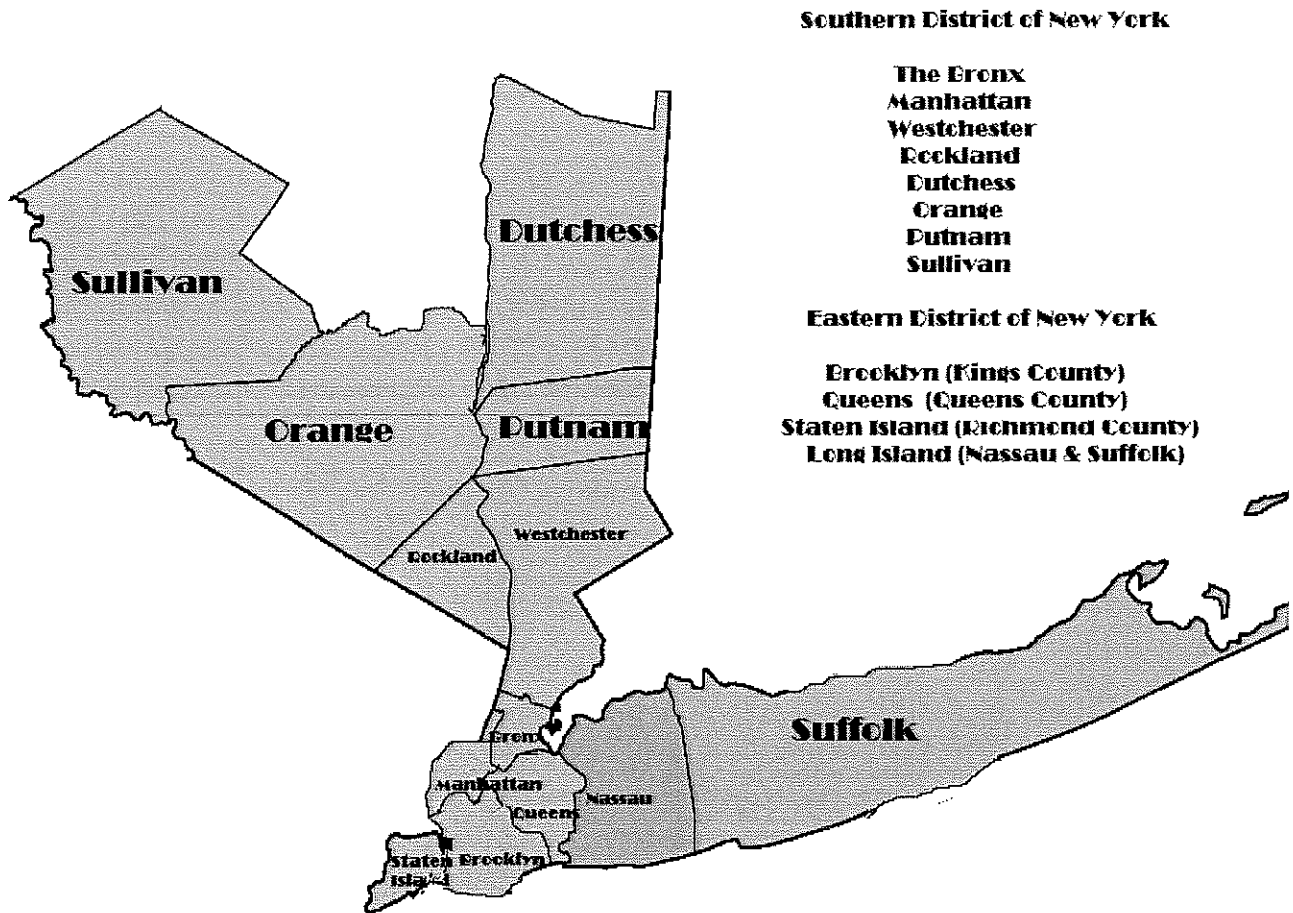 Southern District of New York
The Bronx
Manhattan
Westchester
Rockland
Dutchess
Orange
Putnam
Sullivan
Eastern District of New York
Brooklyn (Kings County)
Queens (Queens County)
Staten Island (Richmond County)
Long Island (Nassau & Suffolk)
Dutchess
Sullivan
Orange
Putnam
Westchester
Rockland
Suffolk
Bronx
Manhattan
Nassau
Queens
Staten
Island
Brooklyn